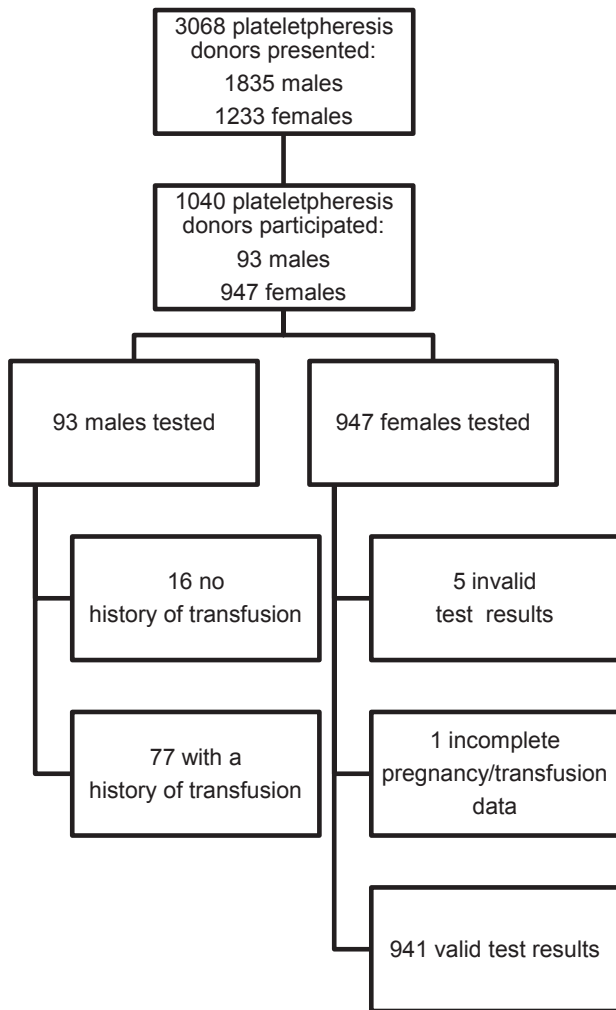 3068 plateletpheresis
donors presented:
1835 males
1233 females
1040 plateletpheresis
donors participated:
93 males
947 females
93 males tested
947 females tested
16 no
history of transfusion
5 invalid
test results
77 with a
history of transfusion
1 incomplete
pregnancy/transfusion
data
941 valid test results